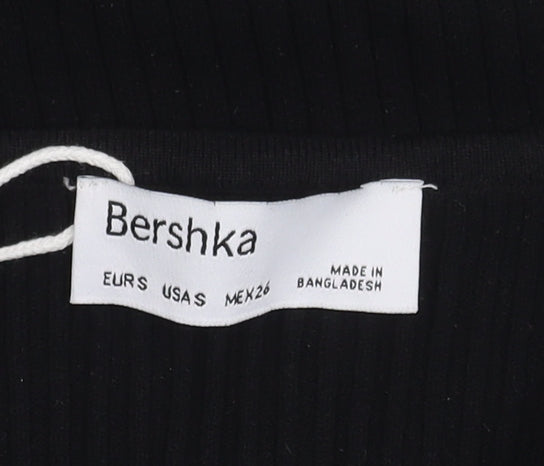 Bershka
EUR S USA S MEX 26
MADE IN
BANGLADESH